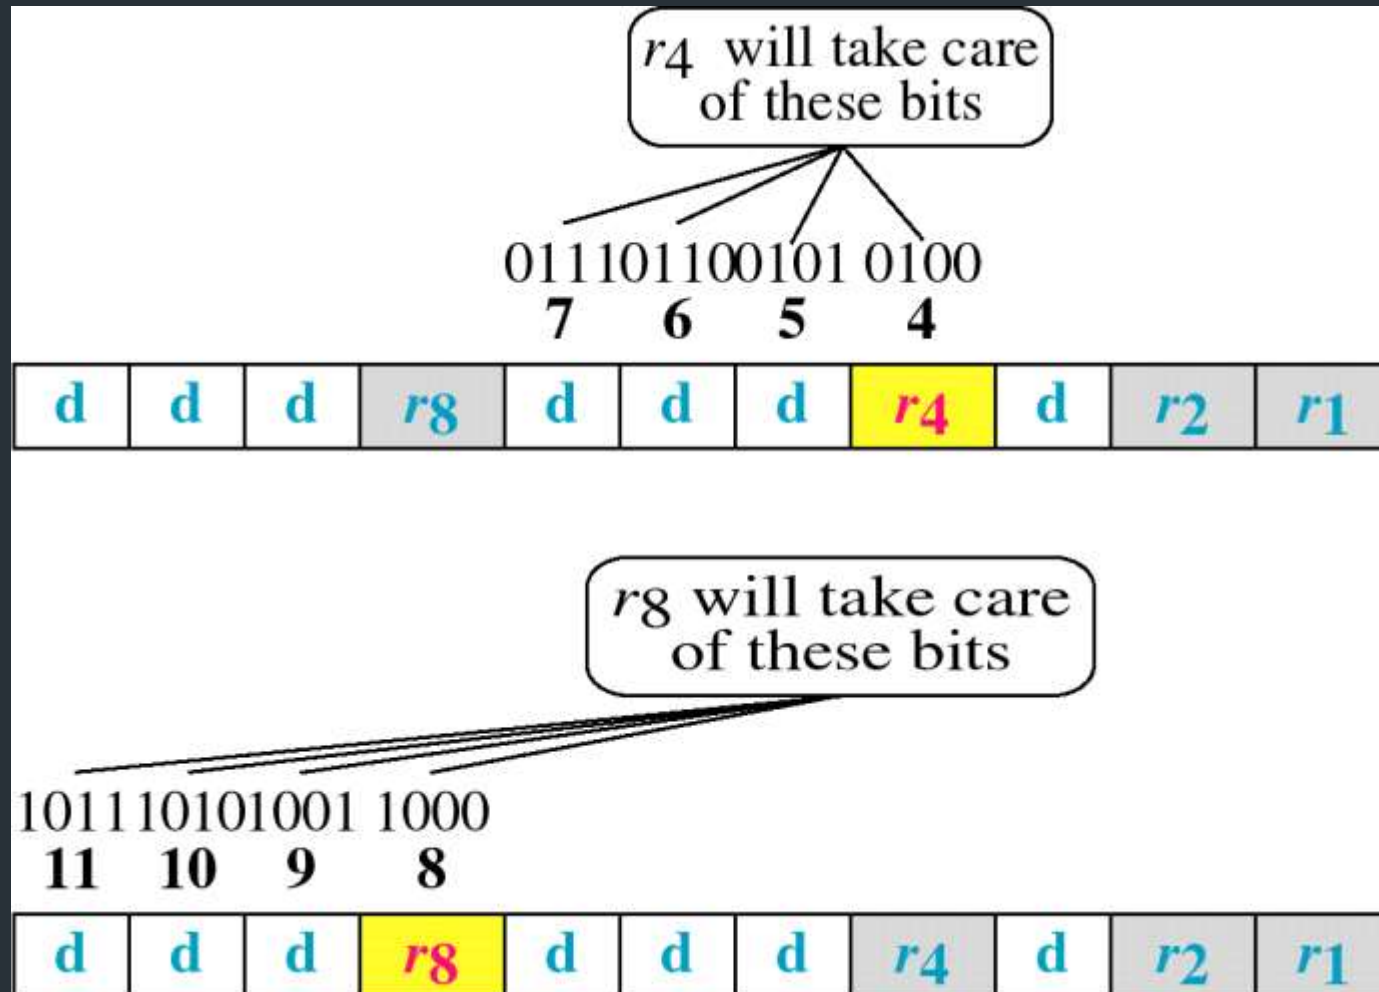 r4 will take care
of these bits
0111 0110 0101 0100
7 6 5 4
d d d r8 d d d r4 d r2 r1
r8 will take care
of these bits
1011 1010 1001 1000
11 10 9 8
d d d r8 d d d r4 d r2 r1